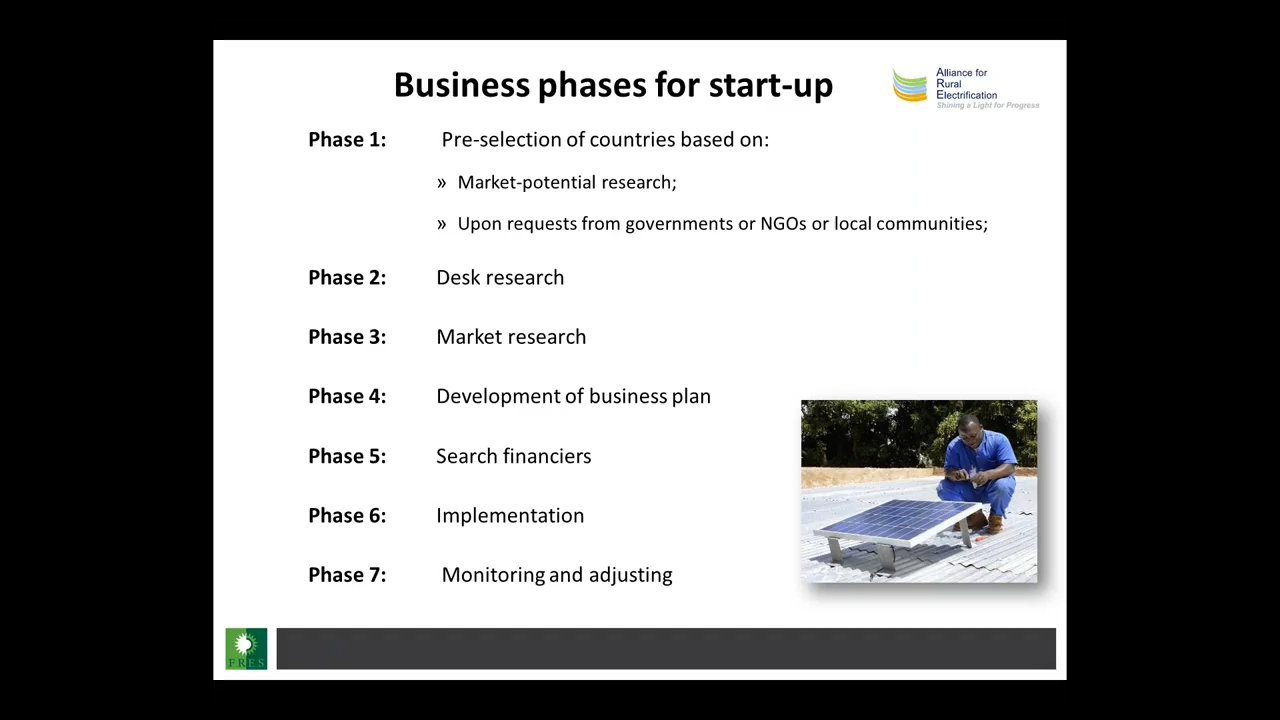 Business phases for start-up
Alliance for
Rural
Electrification
Shining a Light for Progress
Phase 1: Pre-selection of countries based on:
» Market-potential research;
» Upon requests from governments or NGOs or local communities;
Phase 2: Desk research
Phase 3: Market research
Phase 4: Development of business plan
Phase 5: Search financiers
Phase 6: Implementation
Phase 7: Monitoring and adjusting
FRES